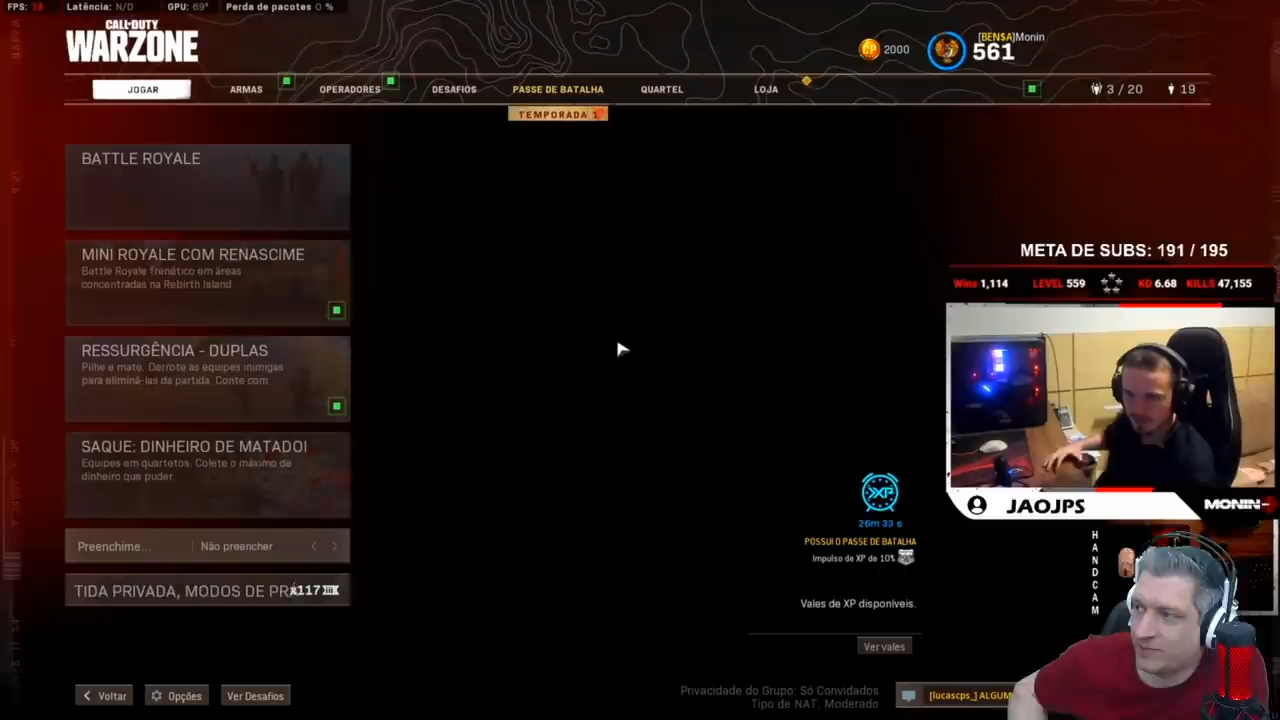 FPS: 13 Latência: N/D GPU: 69° Perda de pacotes 0 %
CALL·DUTY
WARZONE
CP 2000
[BEN$A]Monin
561
JOGAR ARMAS OPERADORES DESAFIOS PASSE DE BATALHA QUARTEL LOJA 3 / 20 19
TEMPORADA 1
BATTLE ROYALE
MINI ROYALE COM RENASCIME
Battle Royale frenético em áreas
concentradas na Rebirth Island
RESSURGÊNCIA - DUPLAS
Pilhe e mate. Derrote as equipes inimigas
para eliminá-las da partida. Conte com
SAQUE: DINHEIRO DE MATADOI
Equipes em quartetos. Colete o máximo de
dinheiro que puder.
Preenchime... Não preencher
TIDA PRIVADA, MODOS DE PR
117
META DE SUBS: 191 / 195
Wins 1,114 LEVEL 559 KD 6.68 KILLS 47,155
JAOJPS
MONIN
HANDCAM
XP
26m 33 s
POSSUI O PASSE DE BATALHA
Impulso de XP de 10%
Vales de XP disponíveis.
Ver vales
Voltar Opções Ver Desafios
Privacidade do Grupo: Só Convidados
Tipo de NAT. Moderado
[lucascps_] ALGUM